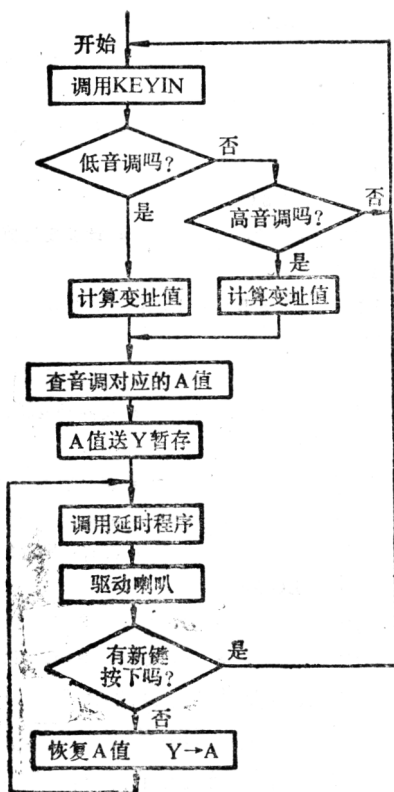 开始
调用KEYIN
低音调吗？
否
是
高音调吗？
否
是
计算变址值
计算变址值
查音调对应的A值
A值送Y暂存
调用延时程序
驱动喇叭
有新键
按下吗？
是
否
恢复A值 Y→A